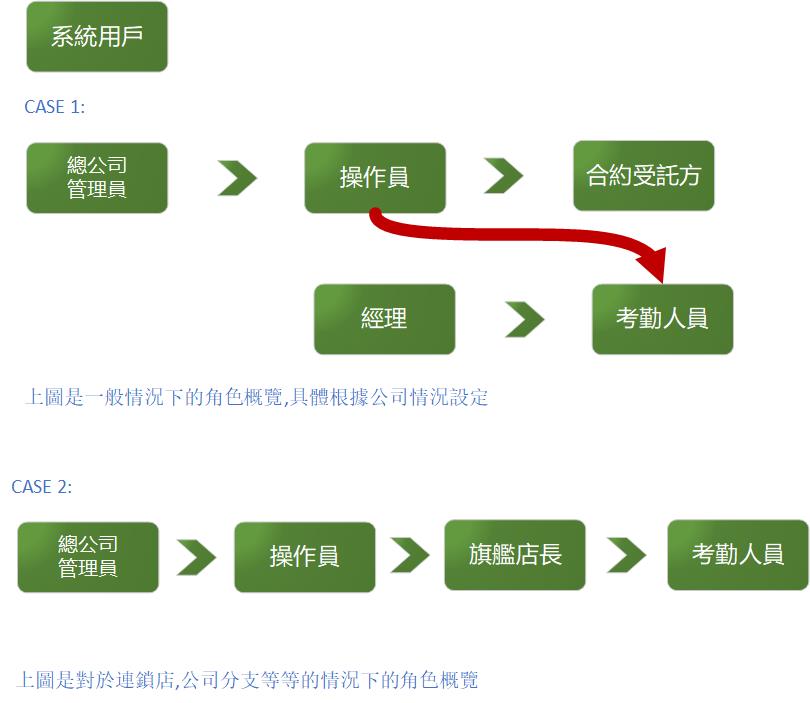 系統用戶
CASE 1:
總公司
管理員
操作員
合約受託方
經理
考勤人員
上圖是一般情況下的角色概覽,具體根據公司情況設定
CASE 2:
總公司
管理員
操作員
旗艦店長
考勤人員
上圖是對於連鎖店,公司分支等等的情況下的角色概覽